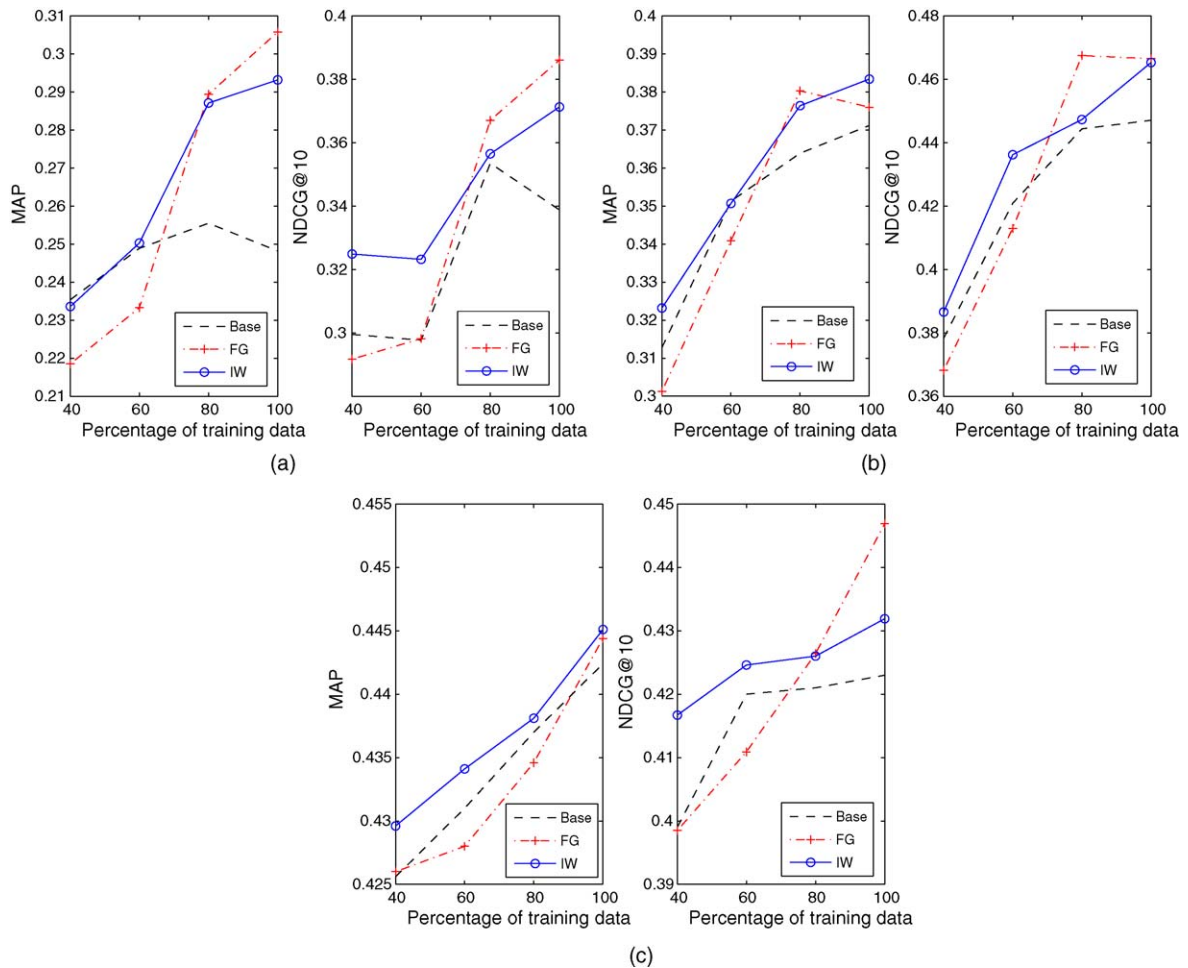 MAP
0.31
0.3
0.29
0.28
0.27
0.26
0.25
0.24
0.23
0.22
0.21
40 60 80 100
Percentage of training data
Base
FG
IW
NDCG@10
0.4
0.38
0.36
0.34
0.32
0.3
40 60 80 100
Percentage of training data
Base
FG
IW
(a)
MAP
0.4
0.39
0.38
0.37
0.36
0.35
0.34
0.33
0.32
0.31
0.3
40 60 80 100
Percentage of training data
Base
FG
IW
NDCG@10
0.48
0.46
0.44
0.42
0.4
0.38
0.36
40 60 80 100
Percentage of training data
Base
FG
IW
(b)
MAP
0.455
0.45
0.445
0.44
0.435
0.43
0.425
40 60 80 100
Percentage of training data
Base
FG
IW
NDCG@10
0.45
0.44
0.43
0.42
0.41
0.4
0.39
40 60 80 100
Percentage of training data
Base
FG
IW
(c)